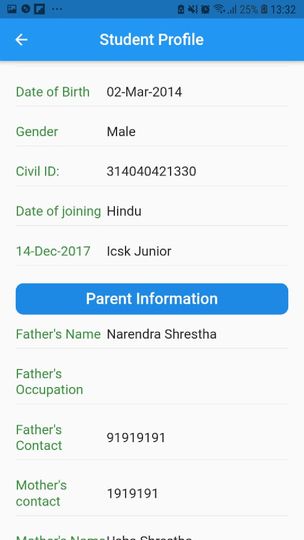 25% 13:32
Student Profile
Date of Birth 02-Mar-2014
Gender Male
Civil ID: 314040421330
Date of joining Hindu
14-Dec-2017 Icsk Junior
Parent Information
Father's Name Narendra Shrestha
Father's
Occupation
Father's
Contact 91919191
Mother's
contact 1919191
Mother's Name Shrestha